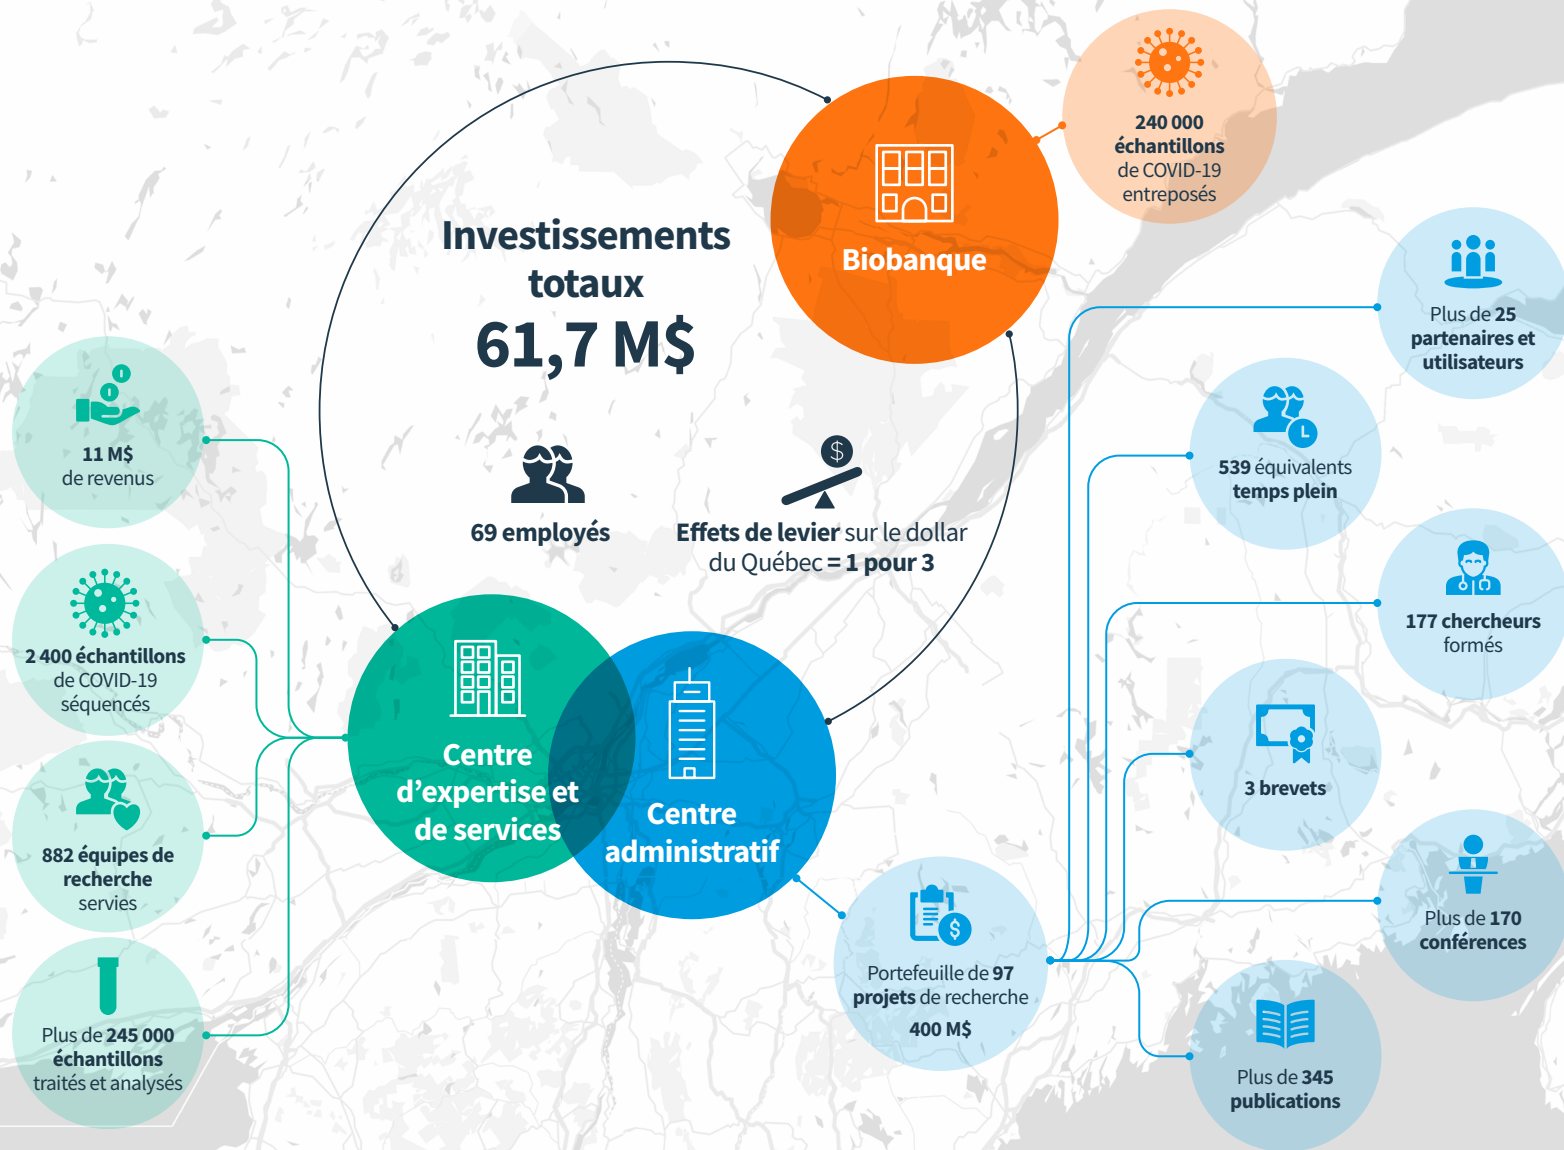 Investissements
totaux
61,7 M$
69 employés
Effets de levier sur le dollar
du Québec = 1 pour 3
Biobanque
240 000
échantillons
de COVID-19
entreposés
Centre
d’expertise et
de services
11 M$
de revenus
2 400 échantillons
de COVID-19
séquencés
882 équipes de
recherche
servies
Plus de 245 000
échantillons
traités et analysés
Centre
administratif
Portefeuille de 97
projets de recherche
400 M$
Plus de 25
partenaires et
utilisateurs
539 équivalents
temps plein
177 chercheurs
formés
3 brevets
Plus de 170
conférences
Plus de 345
publications